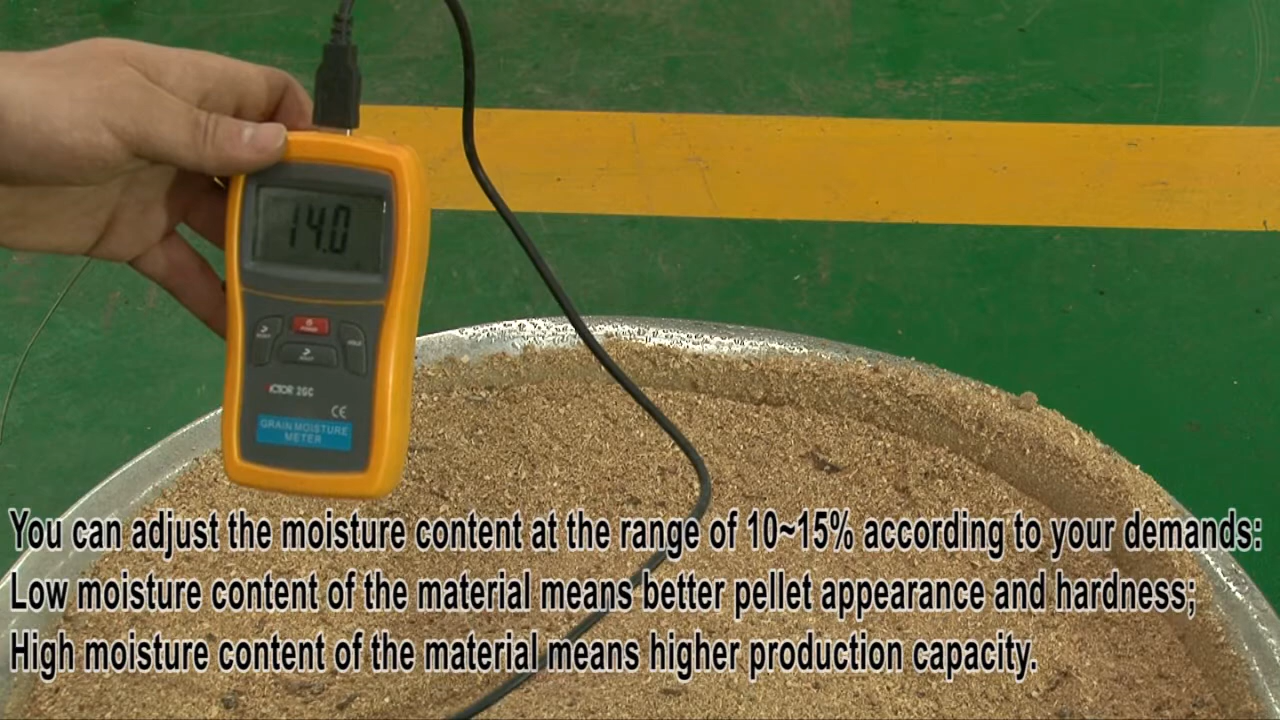 14.0
VICTOR 2GC
CE
GRAIN MOISTURE
METER
You can adjust the moisture content at the range of 10~15% according to your demands:
Low moisture content of the material means better pellet appearance and hardness;
High moisture content of the material means higher production capacity.